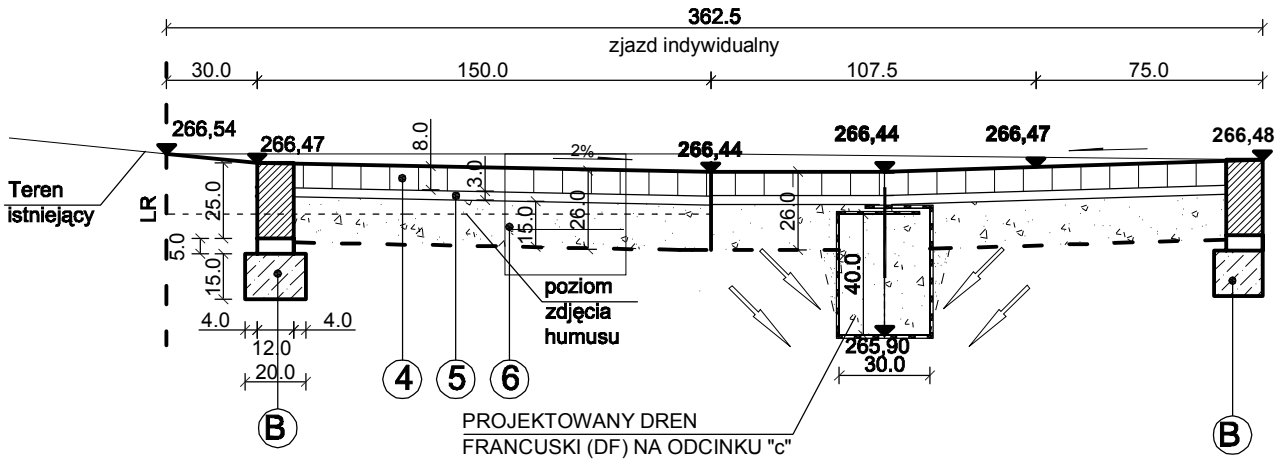 362.5
zjazd indywidualny
30.0
150.0
107.5
75.0
266,54
266,47
8.0
2%
266,44
266,44
266,47
266,48
3.0
Teren
istniejący
LR
25.0
15.0
26.0
26.0
5.0
15.0
40.0
poziom
zdjęcia
humusu
4.0
4.0
12.0
20.0
265,90
30.0
4
5
6
B
B
PROJEKTOWANY DREN
FRANCUSKI (DF) NA ODCINKU "c"